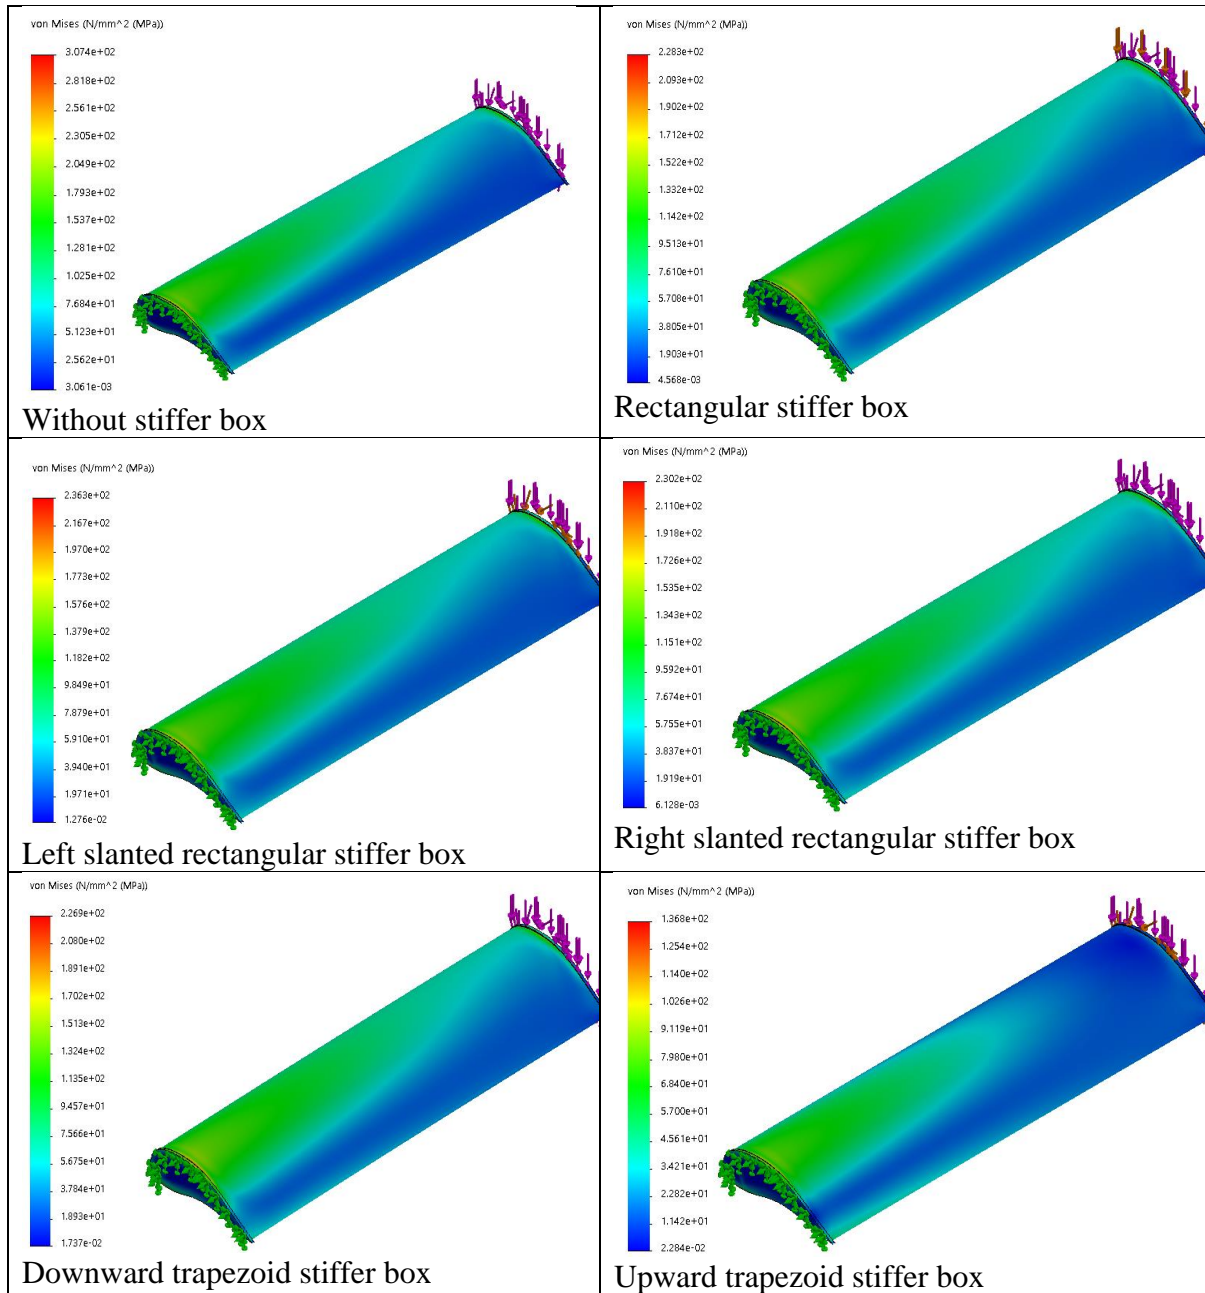 von Mises (N/mm^2 (MPa))
3.074e+02
2.818e+02
2.561e+02
2.305e+02
2.049e+02
1.793e+02
1.537e+02
1.281e+02
1.025e+02
7.684e+01
5.123e+01
2.562e+01
3.061e-03
Without stiffer box
von Mises (N/mm^2 (MPa))
2.283e+02
2.093e+02
1.902e+02
1.712e+02
1.522e+02
1.332e+02
1.142e+02
9.513e+01
7.610e+01
5.708e+01
3.805e+01
1.903e+01
4.568e-03
Rectangular stiffer box
von Mises (N/mm^2 (MPa))
2.363e+02
2.167e+02
1.970e+02
1.773e+02
1.576e+02
1.379e+02
1.182e+02
9.849e+01
7.879e+01
5.910e+01
3.940e+01
1.971e+01
1.276e-02
Left slanted rectangular stiffer box
von Mises (N/mm^2 (MPa))
2.302e+02
2.110e+02
1.918e+02
1.726e+02
1.535e+02
1.343e+02
1.151e+02
9.592e+01
7.674e+01
5.755e+01
3.837e+01
1.919e+01
6.128e-03
Right slanted rectangular stiffer box
von Mises (N/mm^2 (MPa))
2.269e+02
2.080e+02
1.891e+02
1.702e+02
1.513e+02
1.324e+02
1.135e+02
9.457e+01
7.566e+01
5.675e+01
3.784e+01
1.893e+01
1.737e-02
Downward trapezoid stiffer box
von Mises (N/mm^2 (MPa))
1.368e+02
1.254e+02
1.140e+02
1.026e+02
9.119e+01
7.980e+01
6.840e+01
5.700e+01
4.561e+01
3.421e+01
2.282e+01
1.142e+01
2.284e-02
Upward trapezoid stiffer box